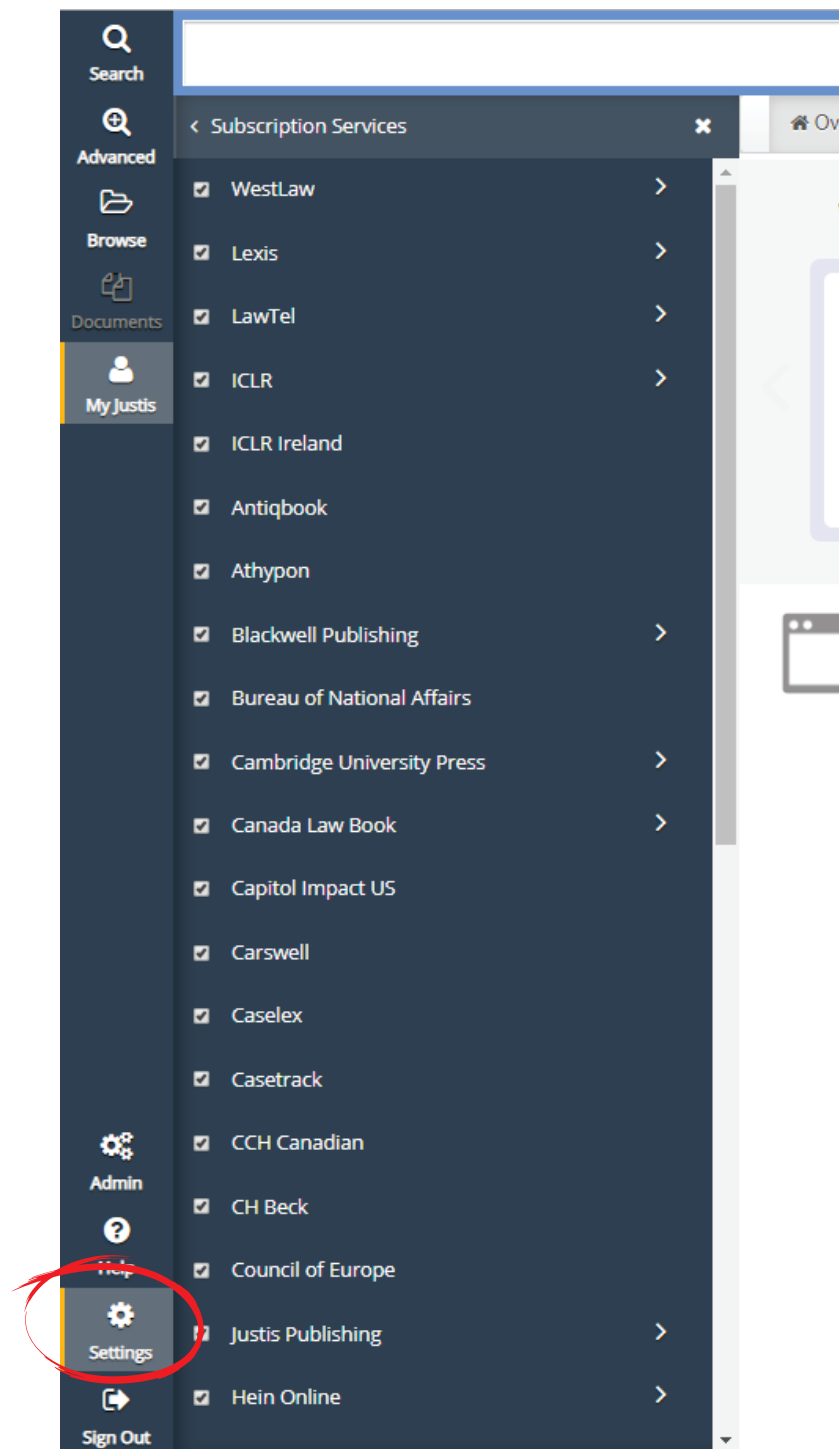 Search
Advanced
Browse
Documents
My Justis
Admin
Help
Settings
Sign Out
Subscription Services
WestLaw
Lexis
LawTel
ICLR
ICLR Ireland
Antiqbook
Athypon
Blackwell Publishing
Bureau of National Affairs
Cambridge University Press
Canada Law Book
Capitol Impact US
Carswell
Caselex
Casetrack
CCH Canadian
CH Beck
Council of Europe
Justis Publishing
Hein Online
Ov